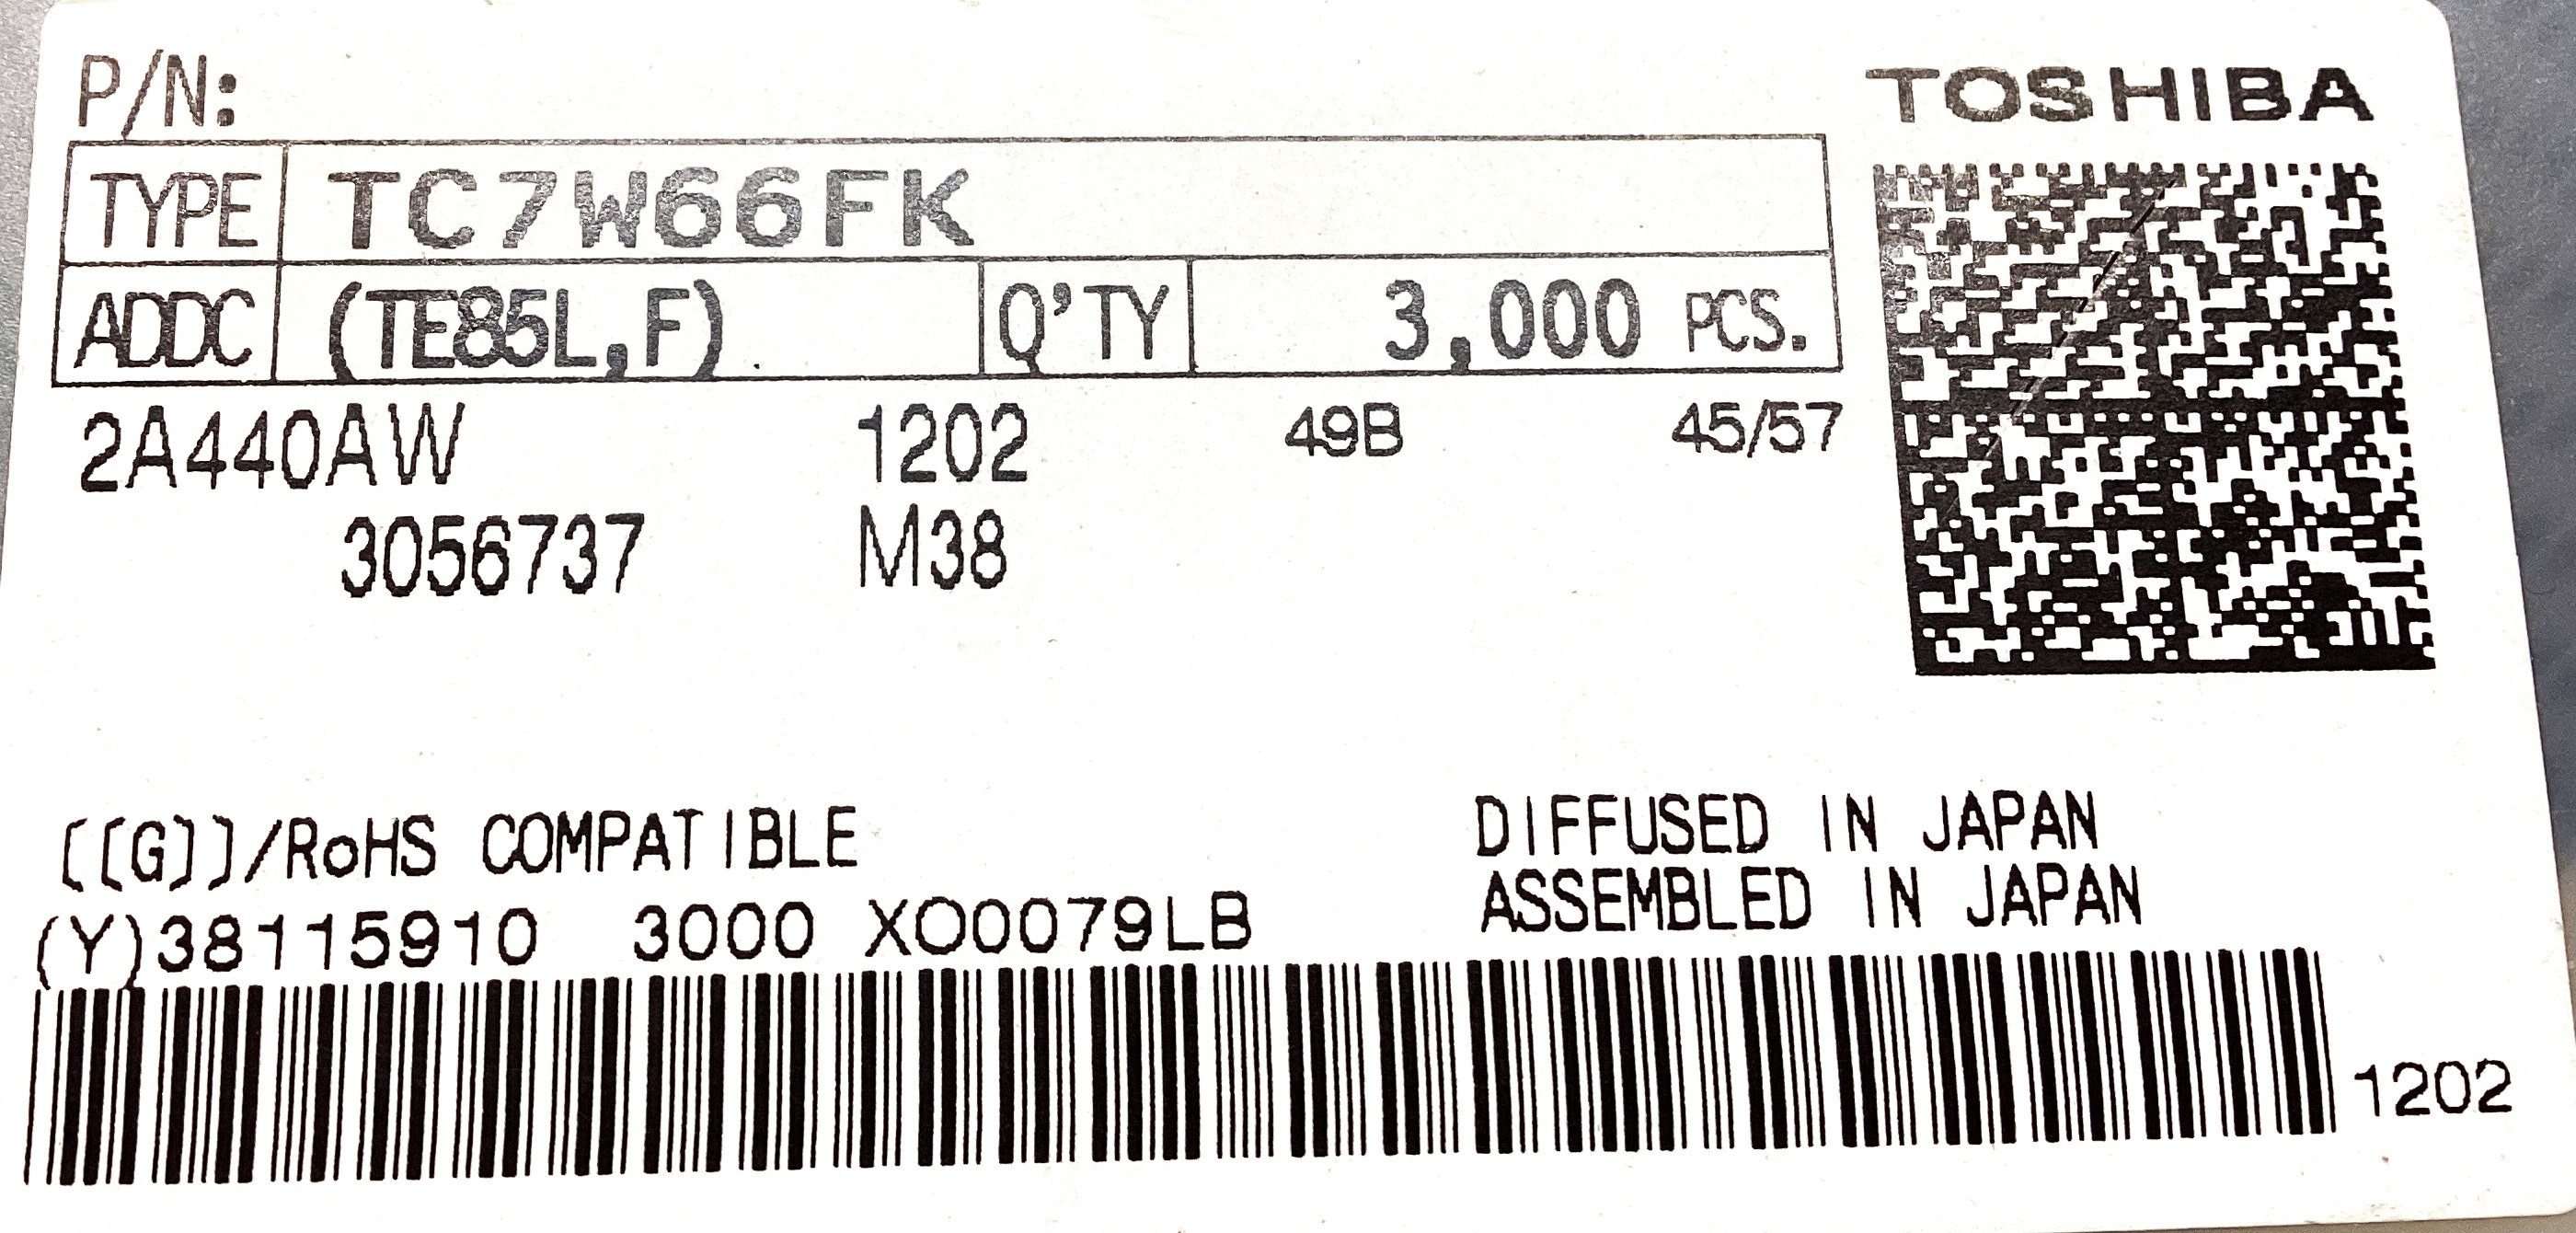 P/N:
TOSHIBA
TYPE TC7W66FK
ADDC (TE85L,F) Q'TY 3,000 PCS.
2A440AW 1202 49B 45/57
3056737 M38
[[G]]/RoHS COMPATIBLE
DIFFUSED IN JAPAN
ASSEMBLED IN JAPAN
(Y)38115910 3000 XO0079LB
1202